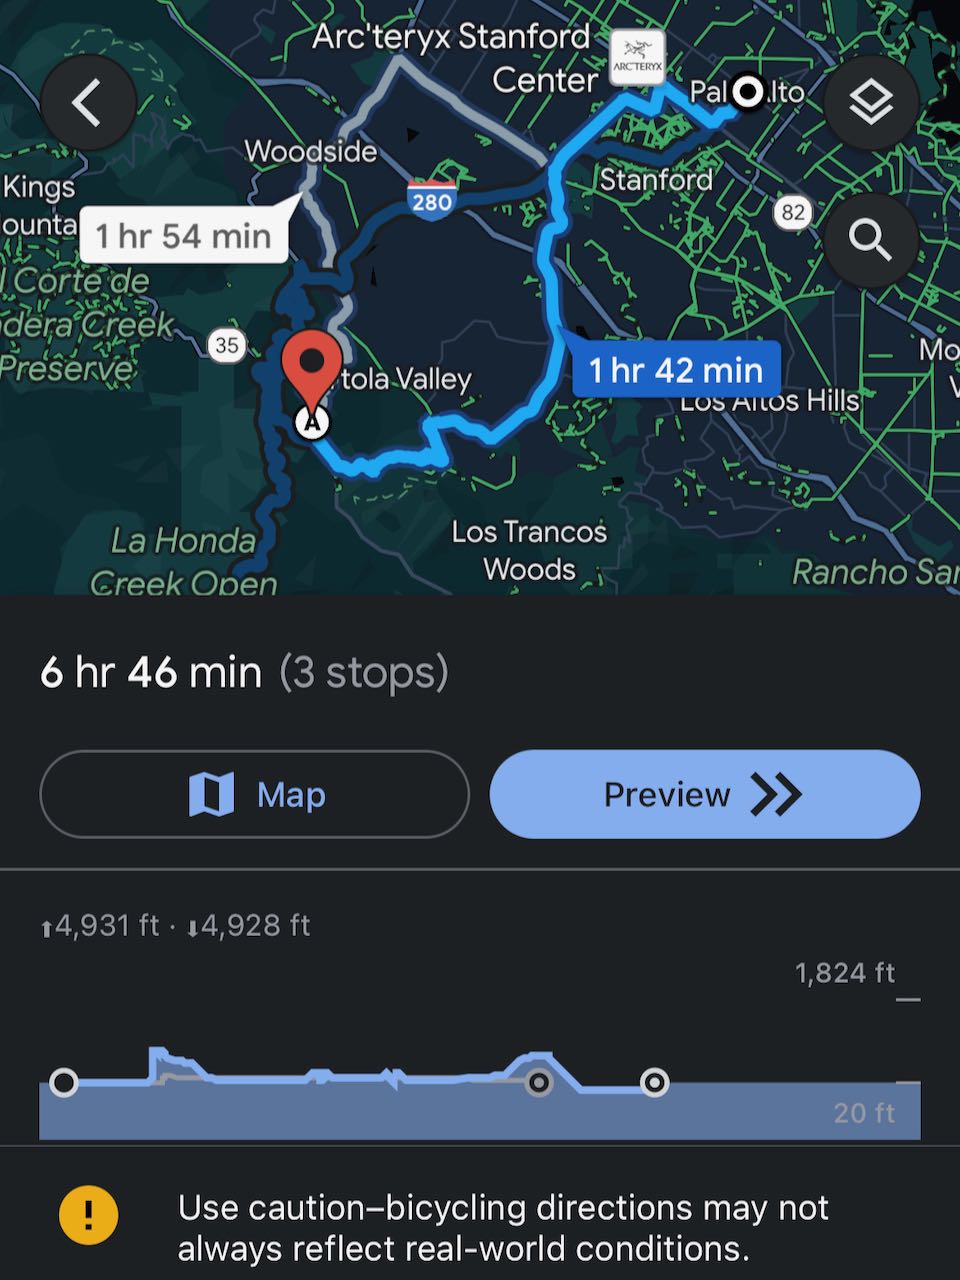 Arc'teryx Stanford
Center
ARC'TERYX
Pal lto
Woodside
Kings
ounta
280
Stanford
82
1 hr 54 min
l Corte de
dera Creek
Preserve
35
1 hr 42 min
Mo
V
tola Valley
Los Altos Hills
A
La Honda
Creek Open
Los Trancos
Woods
Rancho Sar
6 hr 46 min (3 stops)
Map
Preview
4,931 ft · 4,928 ft
1,824 ft
20 ft
!
Use caution–bicycling directions may not
always reflect real-world conditions.